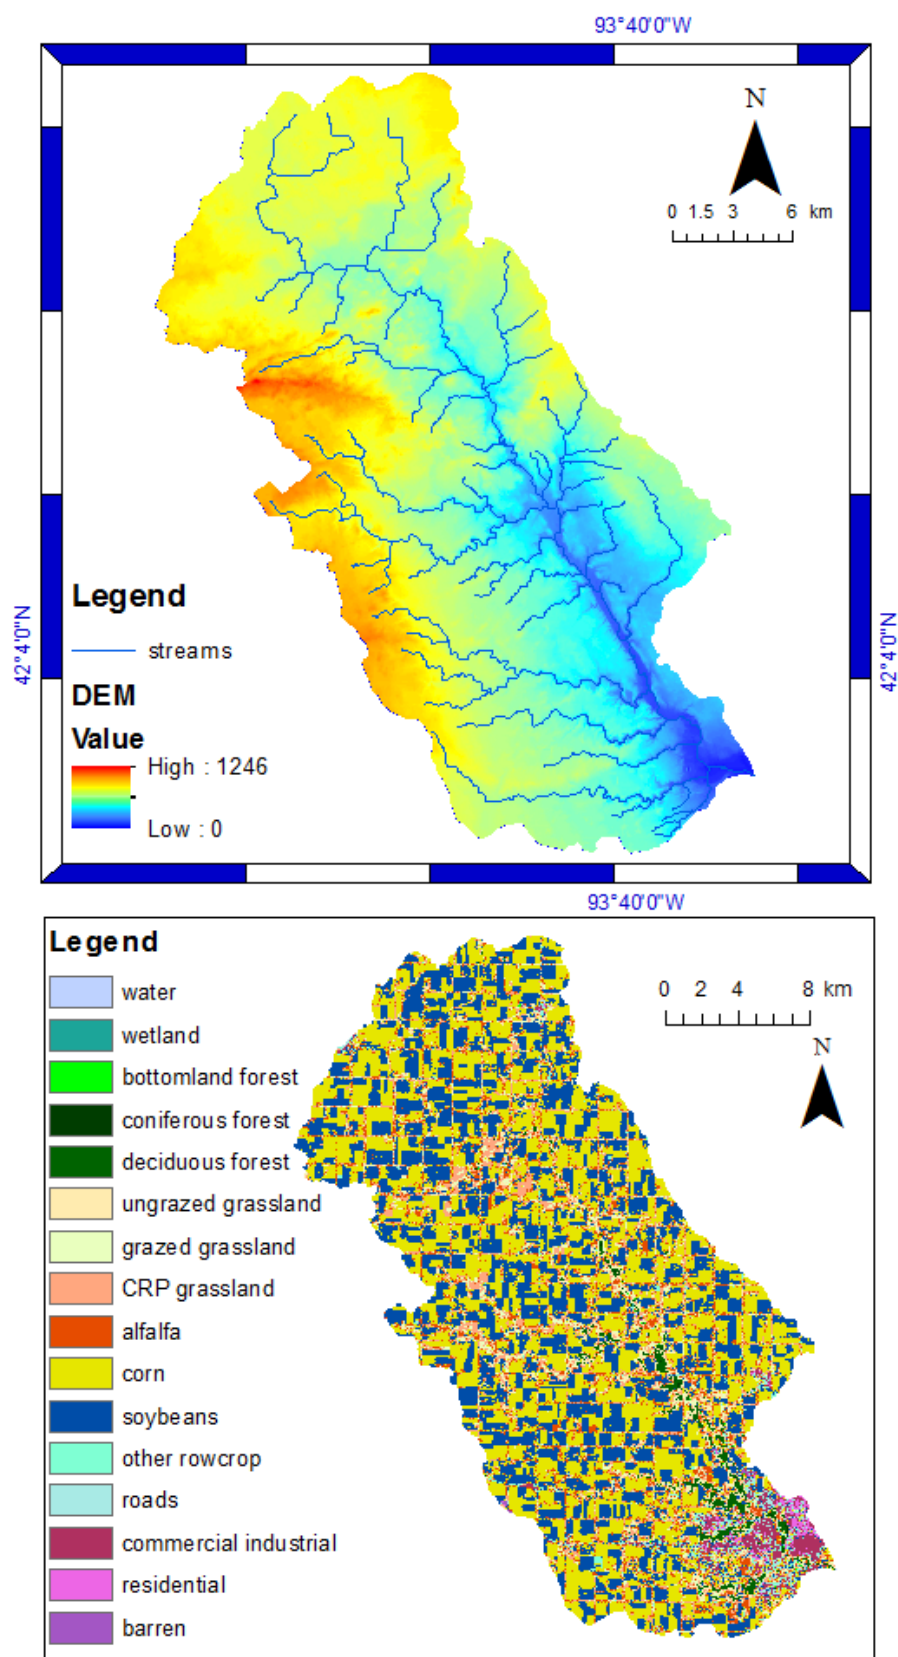 93°40'0"W
N
0 1.5 3 6 km
Legend
streams
42°4'0"N
42°4'0"N
DEM
Value
High : 1246
Low : 0
93°40'0"W
Legend
water
0 2 4 8 km
wetland
N
bottomland forest
coniferous forest
deciduous forest
ungrazed grassland
grazed grassland
CRP grassland
alfalfa
corn
soybeans
other rowcrop
roads
commercial industrial
residential
barren